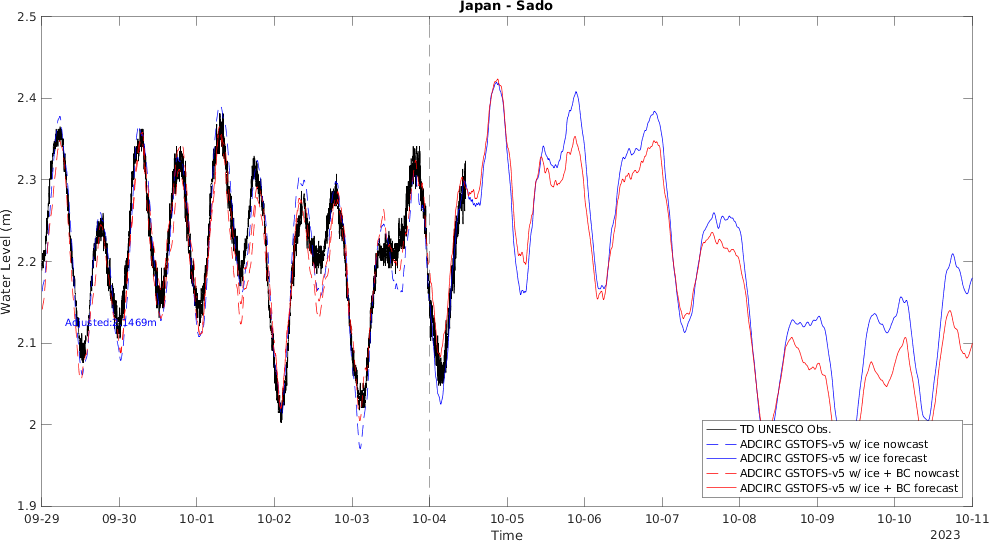 Japan - Sado
Water Level (m)
2.5
2.4
2.3
2.2
2.1
2
1.9
TD UNESCO Obs.
ADCIRC GSTOFS-v5 w/ ice nowcast
ADCIRC GSTOFS-v5 w/ ice forecast
ADCIRC GSTOFS-v5 w/ ice + BC nowcast
ADCIRC GSTOFS-v5 w/ ice + BC forecast
09-29 09-30 10-01 10-02 10-03 10-04 10-05 10-06 10-07 10-08 10-09 10-10 10-11
Time
2023